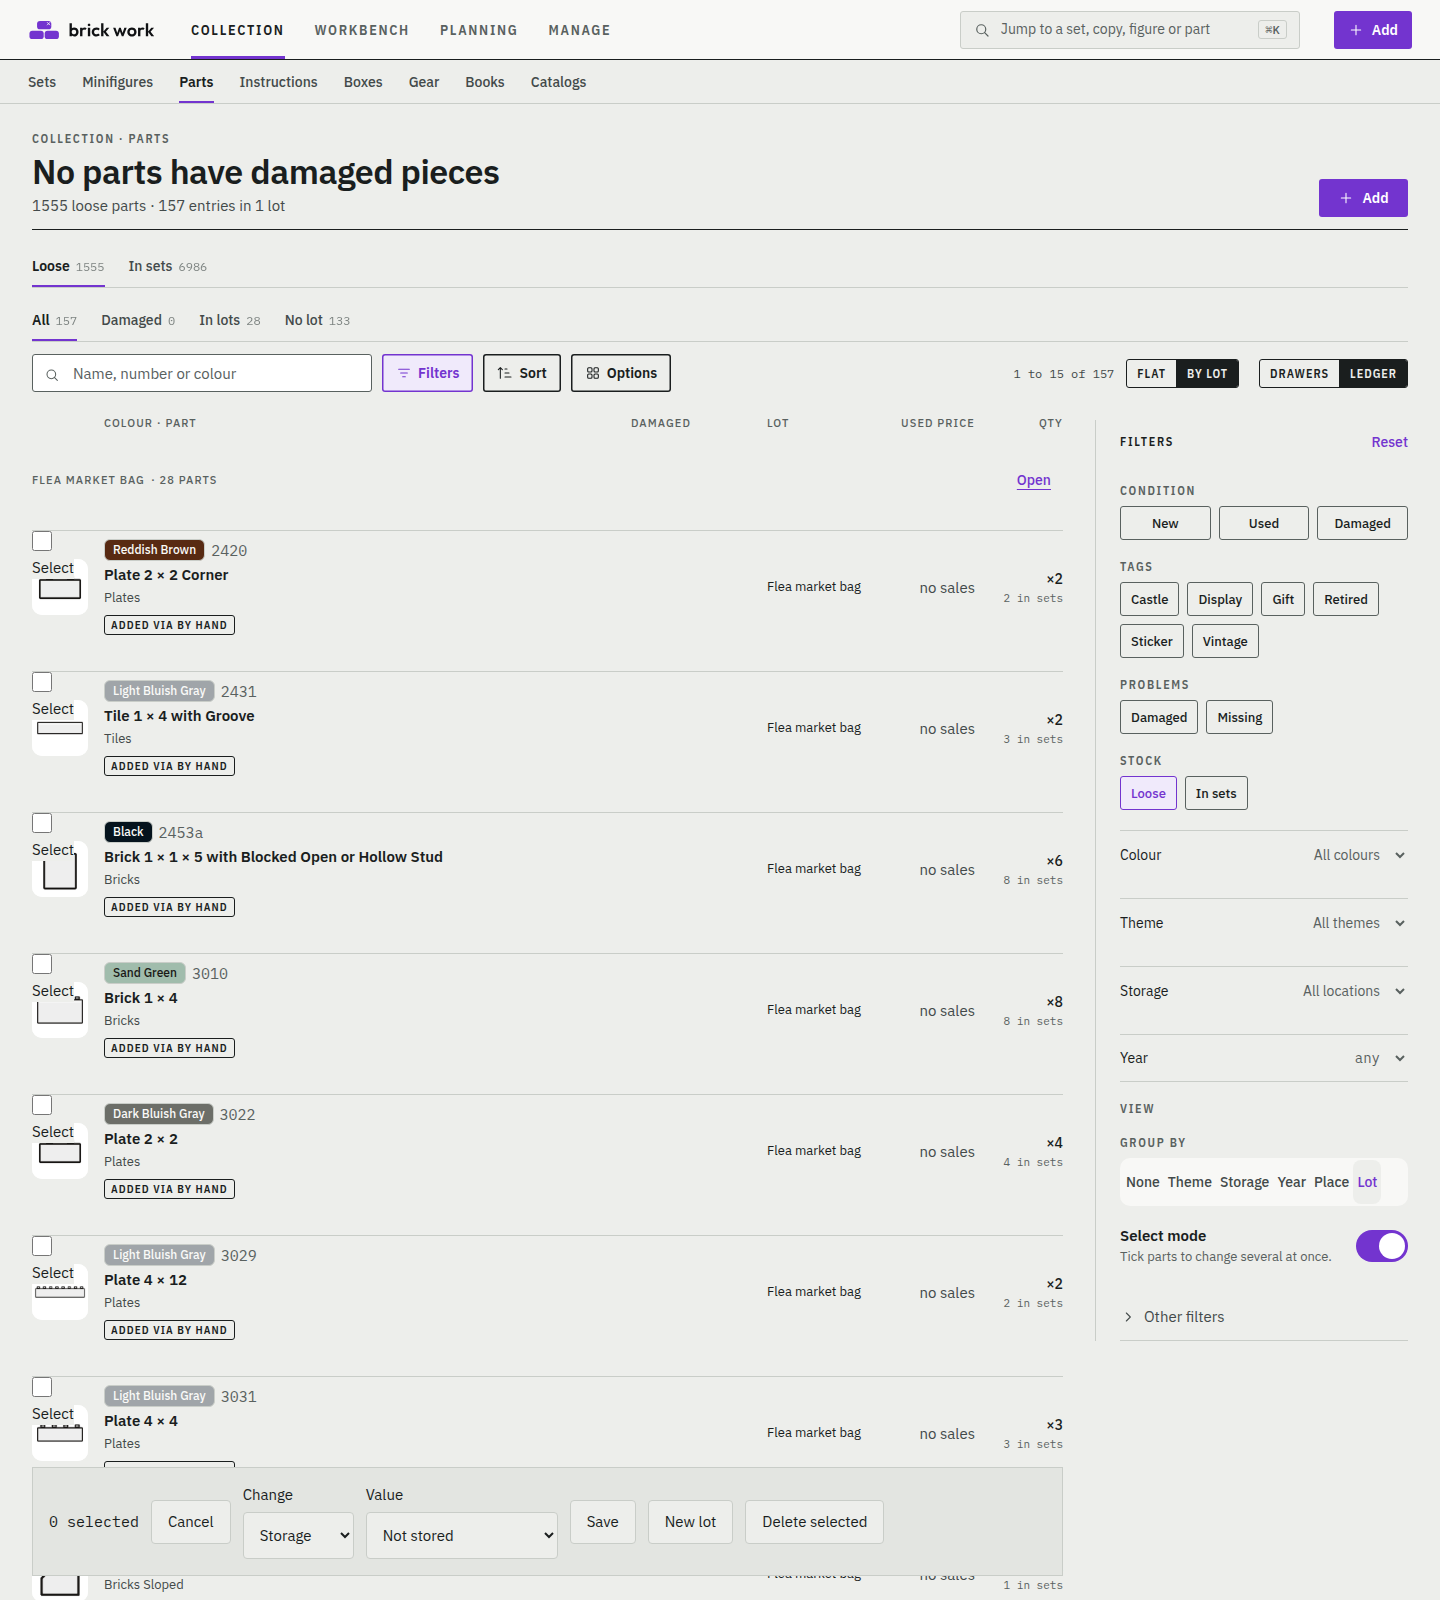 brick work
COLLECTION WORKBENCH PLANNING MANAGE
Jump to a set, copy, figure or part ⌘K
+ Add
Sets Minifigures Parts Instructions Boxes Gear Books Catalogs
COLLECTION · PARTS
No parts have damaged pieces
1555 loose parts · 157 entries in 1 lot
+ Add
Loose 1555 In sets 6986
All 157 Damaged 0 In lots 28 No lot 133
Name, number or colour Filters Sort Options 1 to 15 of 157 FLAT BY LOT DRAWERS LEDGER
COLOUR · PART DAMAGED LOT USED PRICE QTY
FLEA MARKET BAG · 28 PARTS Open
Select
Reddish Brown 2420
Plate 2 × 2 Corner
Plates
ADDED VIA BY HAND
Flea market bag no sales ×2
2 in sets
Select
Light Bluish Gray 2431
Tile 1 × 4 with Groove
Tiles
ADDED VIA BY HAND
Flea market bag no sales ×2
3 in sets
Select
Black 2453a
Brick 1 × 1 × 5 with Blocked Open or Hollow Stud
Bricks
ADDED VIA BY HAND
Flea market bag no sales ×6
8 in sets
Select
Sand Green 3010
Brick 1 × 4
Bricks
ADDED VIA BY HAND
Flea market bag no sales ×8
8 in sets
Select
Dark Bluish Gray 3022
Plate 2 × 2
Plates
ADDED VIA BY HAND
Flea market bag no sales ×4
4 in sets
Select
Light Bluish Gray 3029
Plate 4 × 12
Plates
ADDED VIA BY HAND
Flea market bag no sales ×2
2 in sets
Select
Light Bluish Gray 3031
Plate 4 × 4
Plates
Flea market bag no sales ×3
3 in sets
0 selected Cancel
Change
Storage
Value
Not stored
Save New lot Delete selected
Bricks Sloped
1 in sets
FILTERS Reset
CONDITION
New Used Damaged
TAGS
Castle Display Gift Retired
Sticker Vintage
PROBLEMS
Damaged Missing
STOCK
Loose In sets
Colour All colours
Theme All themes
Storage All locations
Year any
VIEW
GROUP BY
None Theme Storage Year Place Lot
Select mode
Tick parts to change several at once.
Other filters